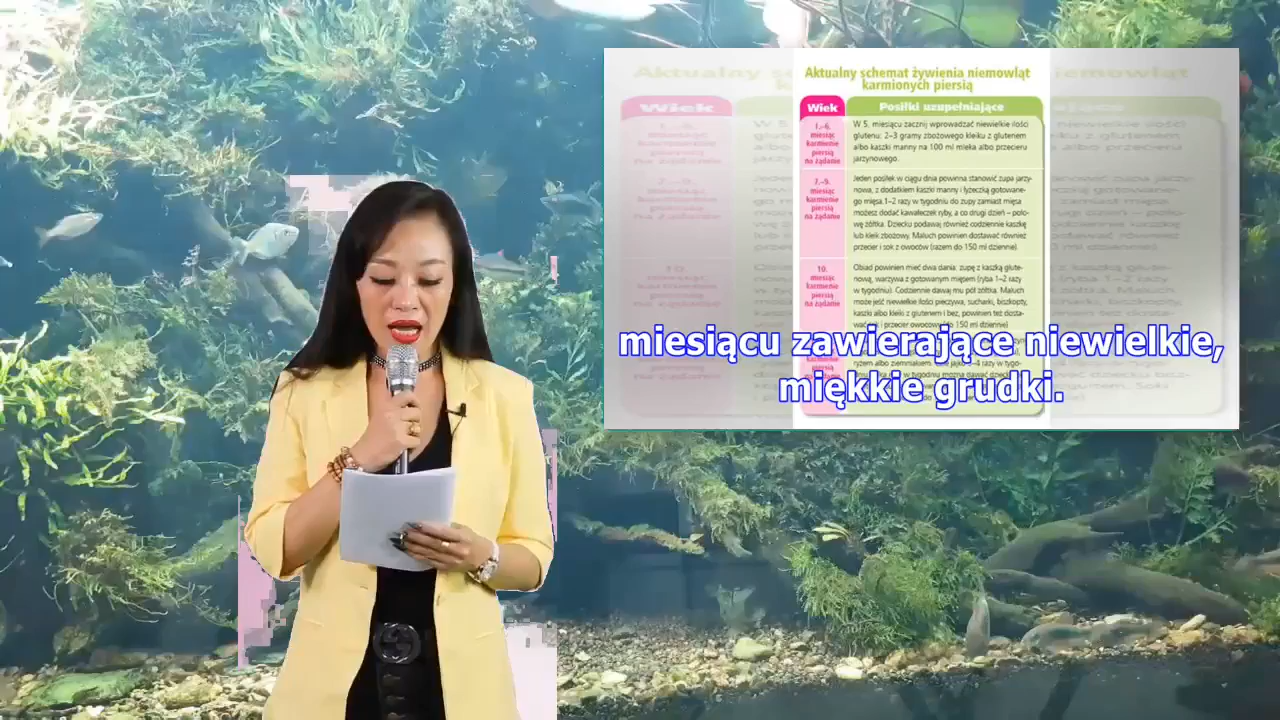 Aktualny schemat żywienia niemowląt
karmionych piersią
Wiek
Posiłki uzupełniające
1.–6.
miesiąc
karmienie
piersią
na żądanie
W 5. miesiącu zacznij wprowadzać niewielkie ilości
glutenu: 2–3 gramy zbożowego kleiku z glutenem
albo kaszki manny na 100 ml mleka albo przecieru
jarzynowego.
7.–9.
miesiąc
karmienie
piersią
na żądanie
Jeden posiłek w ciągu dnia powinna stanowić zupa jarzy-
nowa, z dodatkiem kaszki manny i łyżeczką gotowane-
go mięsa. 1–2 razy w tygodniu do zupy zamiast mięsa
możesz dodać kawałeczek ryby, a co drugi dzień – poło-
wę żółtka. Dziecku podawaj również codziennie kaszkę
lub kleik zbożowy. Maluch powinien dostawać również
przecier i sok z owoców (razem do 150 ml dziennie).
10.
miesiąc
karmienie
piersią
na żądanie
Obiad powinien mieć dwa dania: zupę z kaszką glute-
nową, warzywa z gotowanym mięsem (ryba 1–2 razy
w tygodniu). Codziennie dawaj mu pół żółtka. Maluch
może jeść niewielkie ilości pieczywa, sucharki, biszkopty,
kaszki albo kleiki z glutenem i bez, powinien też dosta-
miesiącu zawierające niewielkie,
miękkie grudki.